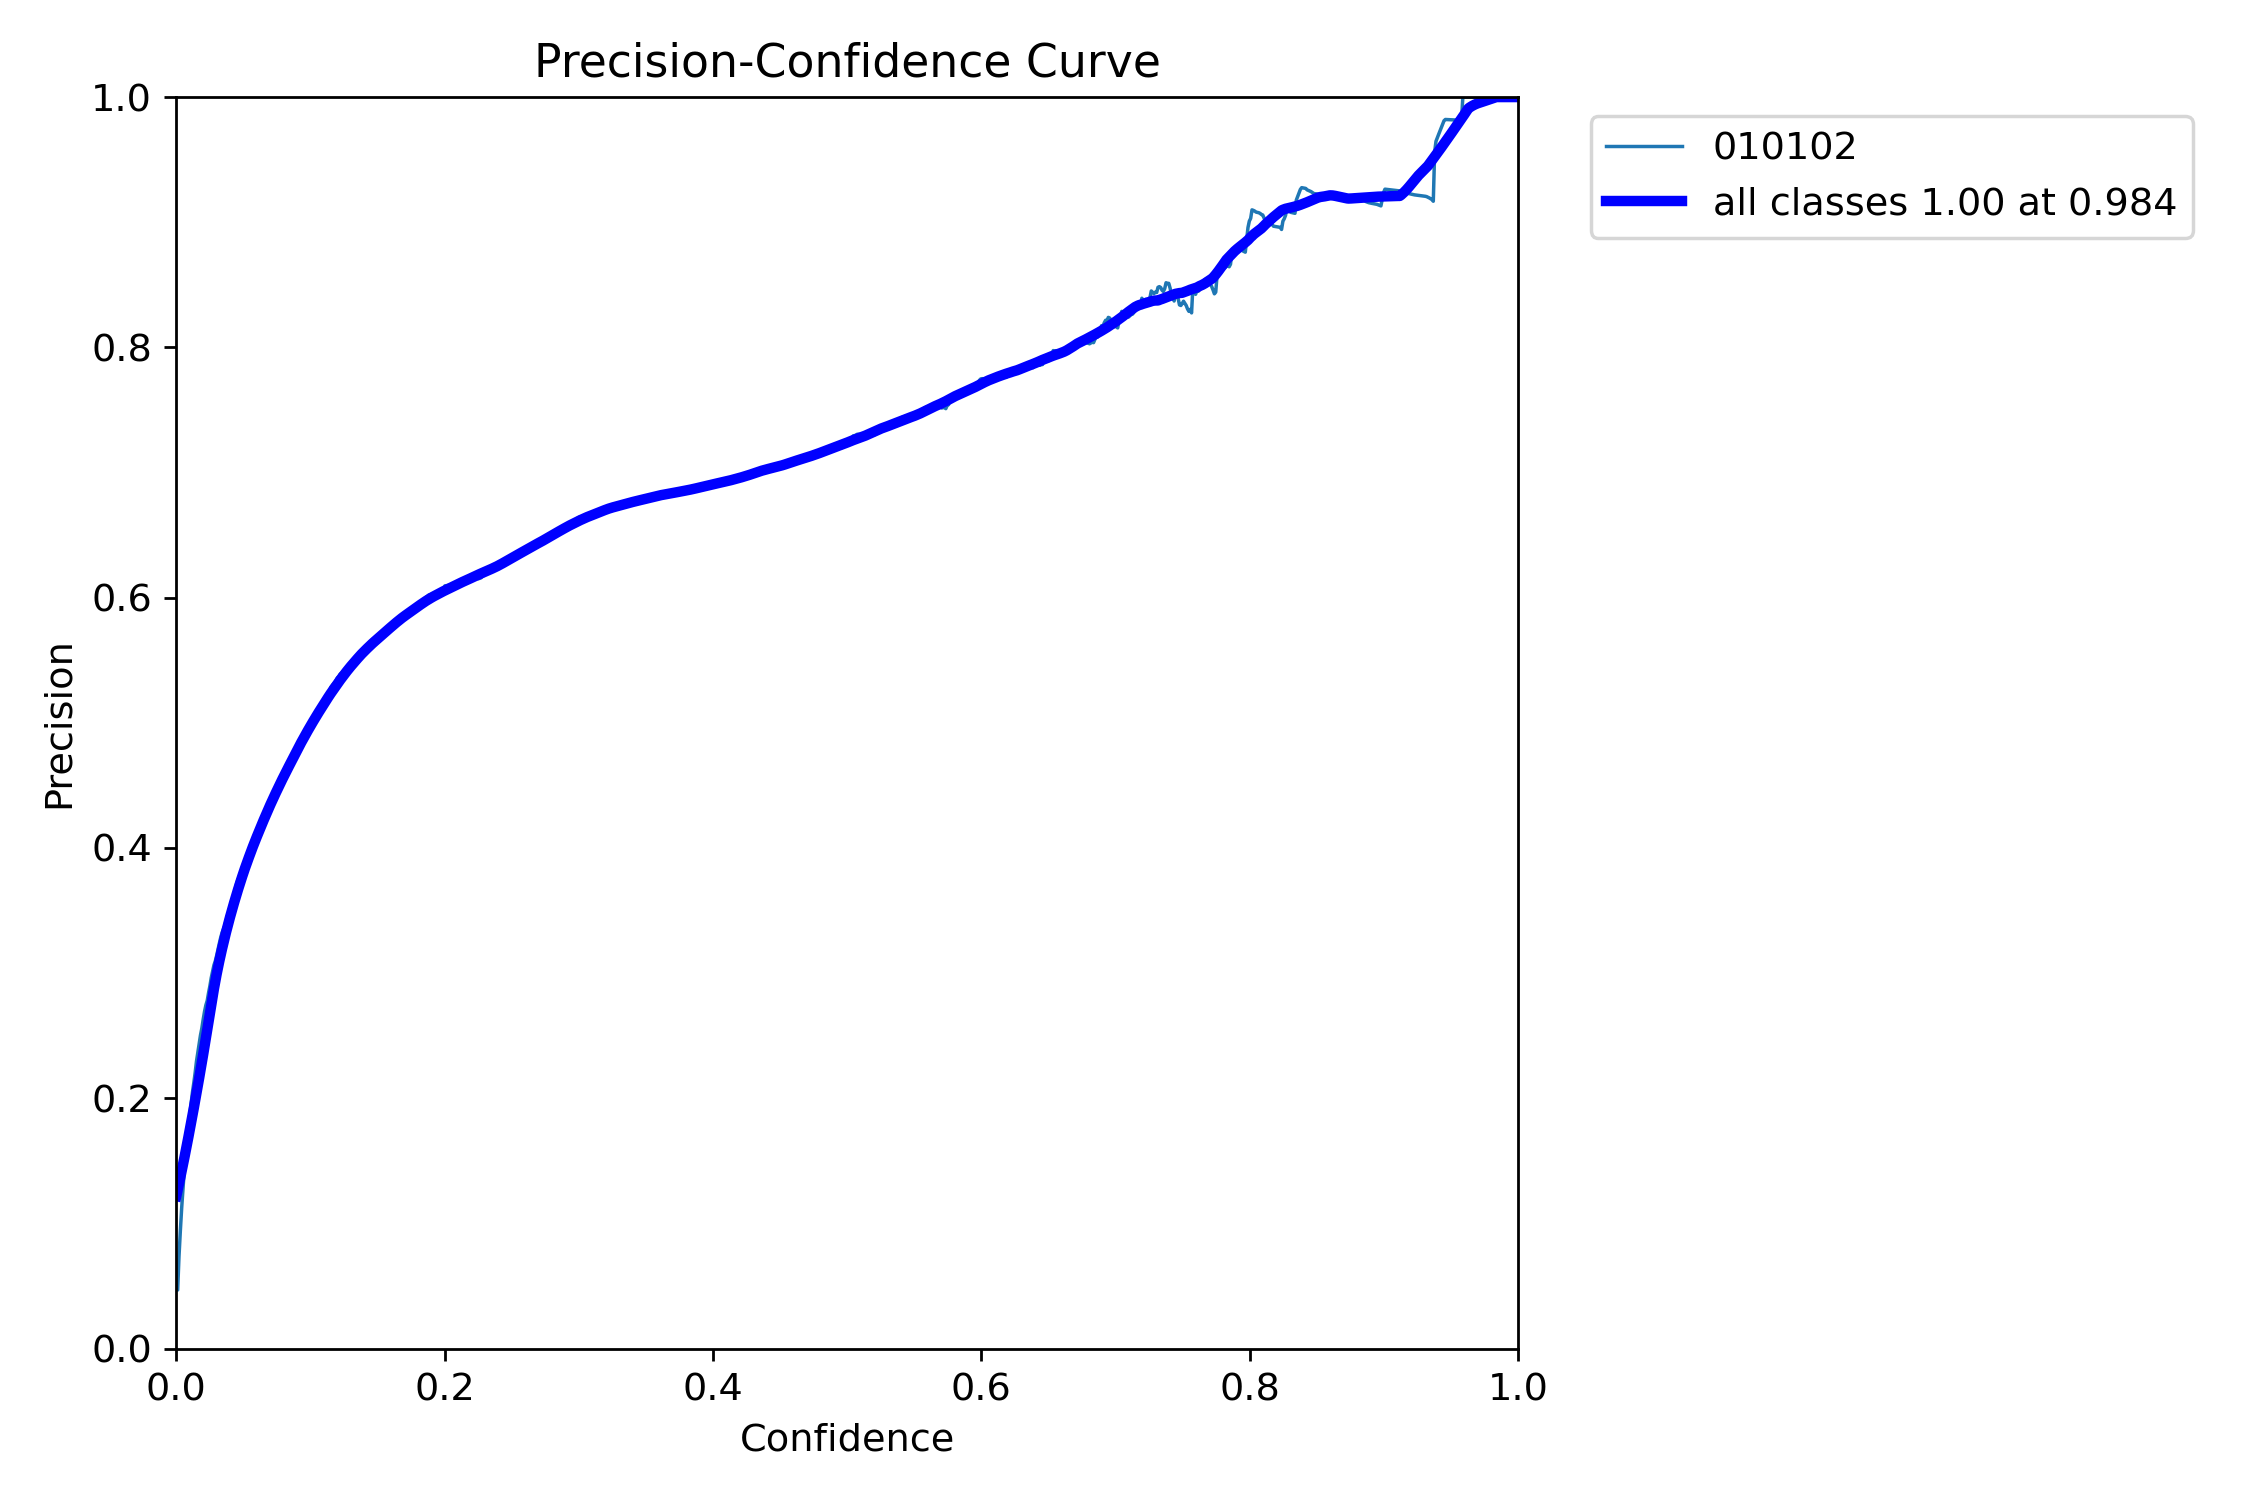 Precision-Confidence Curve
1.0
0.8
0.6
0.4
0.2
0.0
Precision
0.0 0.2 0.4 0.6 0.8 1.0
Confidence
010102
all classes 1.00 at 0.984